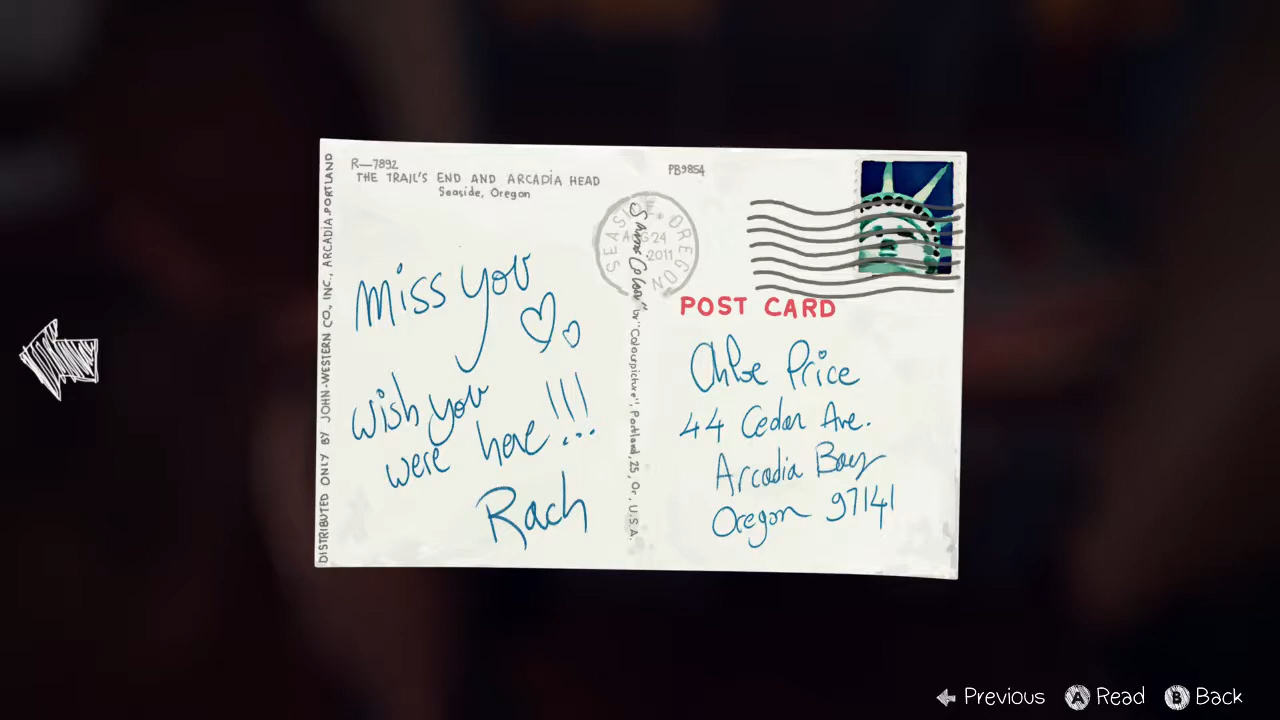 R—7892
THE TRAIL'S END AND ARCADIA HEAD
Seaside, Oregon
PB9854
DISTRIBUTED ONLY BY JOHN-WESTERN CO., INC., ARCADIA.PORTLAND
SEASIDE, OREGON
AUG 24
2011
"Colourpicture", Portland, 25, Or., U.S.A.
POST CARD
Miss you
wish you
were here!!!
Rach
Chloe Price
44 Cedar Ave.
Arcadia Bay
Oregon 97141
Previous
A Read
B Back